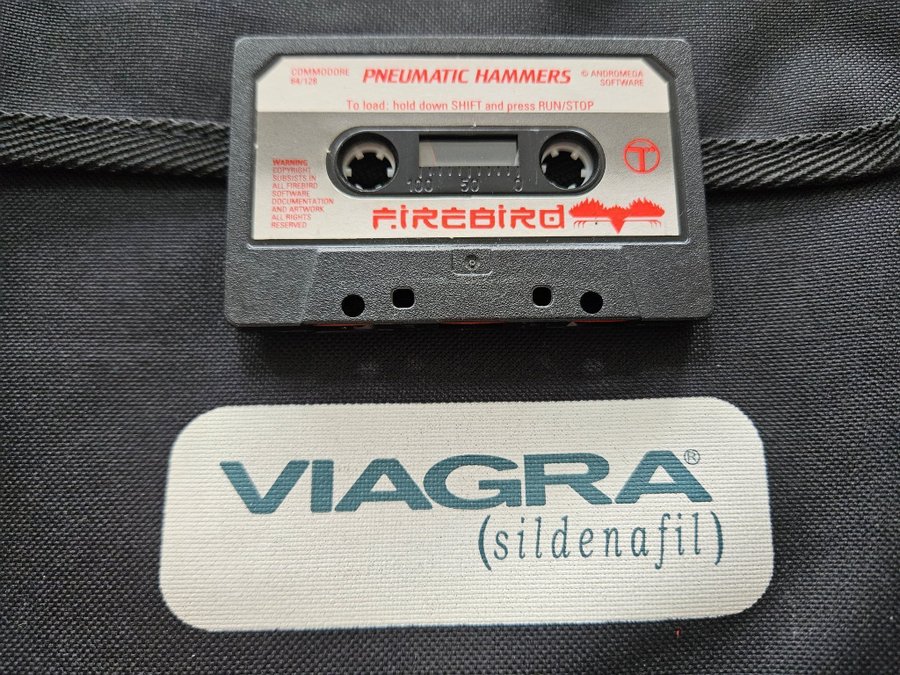 COMMODORE
64/128
PNEUMATIC HAMMERS
© ANDROMEGA
SOFTWARE
To load: hold down SHIFT and press RUN/STOP
WARNING
COPYRIGHT
SUBSISTS IN
ALL FIREBIRD
SOFTWARE
DOCUMENTATION
AND ARTWORK
ALL RIGHTS
RESERVED
100 50 0
T
FIREBIRD
VIAGRA®
(sildenafil)